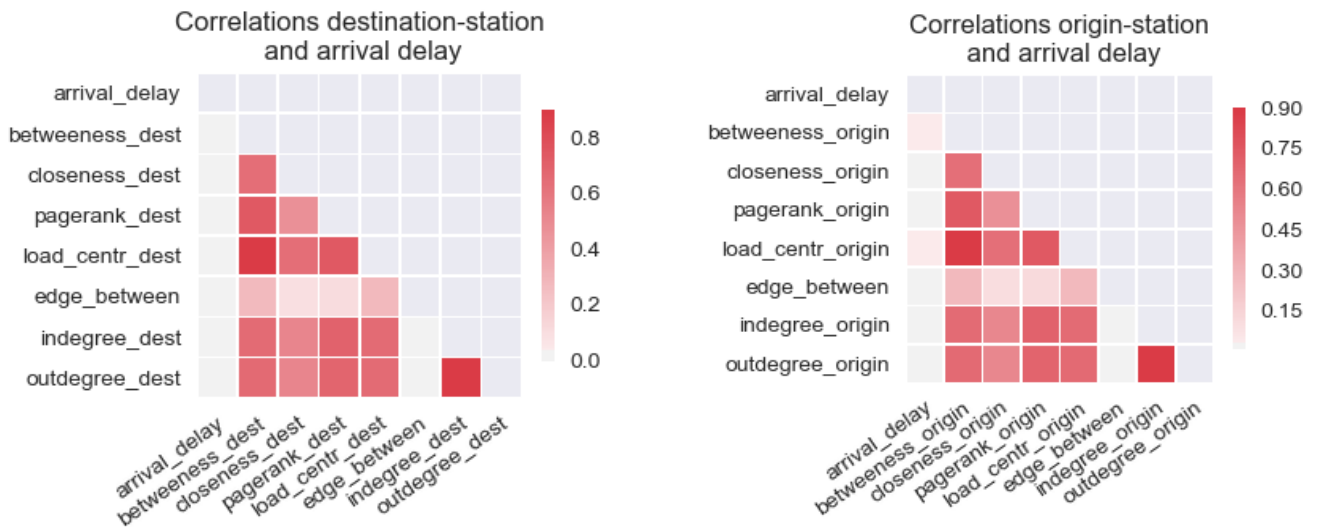 Correlations destination-station
and arrival delay
arrival_delay
betweeness_dest
closeness_dest
pagerank_dest
load_centr_dest
edge_between
indegree_dest
outdegree_dest
0.8
0.6
0.4
0.2
0.0
arrival_delay
betweeness_dest
closeness_dest
pagerank_dest
load_centr_dest
edge_between
indegree_dest
outdegree_dest
Correlations origin-station
and arrival delay
arrival_delay
betweeness_origin
closeness_origin
pagerank_origin
load_centr_origin
edge_between
indegree_origin
outdegree_origin
0.90
0.75
0.60
0.45
0.30
0.15
arrival_delay
betweeness_origin
closeness_origin
pagerank_origin
load_centr_origin
edge_between
indegree_origin
outdegree_origin